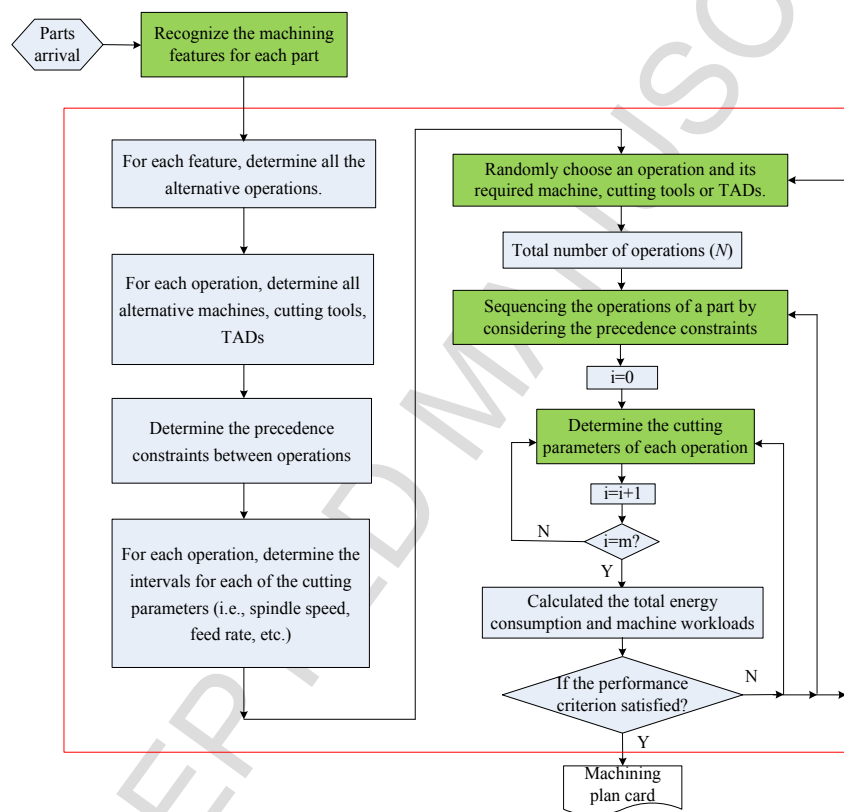 Parts
arrival
Recognize the machining
features for each part
For each feature, determine all the
alternative operations.
For each operation, determine all
alternative machines, cutting tools,
TADs
Determine the precedence
constraints between operations
For each operation, determine the
intervals for each of the cutting
parameters (i.e., spindle speed,
feed rate, etc.)
Randomly choose an operation and its
required machine, cutting tools or TADs.
Total number of operations (N)
Sequencing the operations of a part by
considering the precedence constraints
i=0
Determine the cutting
parameters of each operation
i=i+1
i=m?
N
Y
Calculated the total energy
consumption and machine workloads
If the performance
criterion satisfied?
N
Y
Machining
plan card